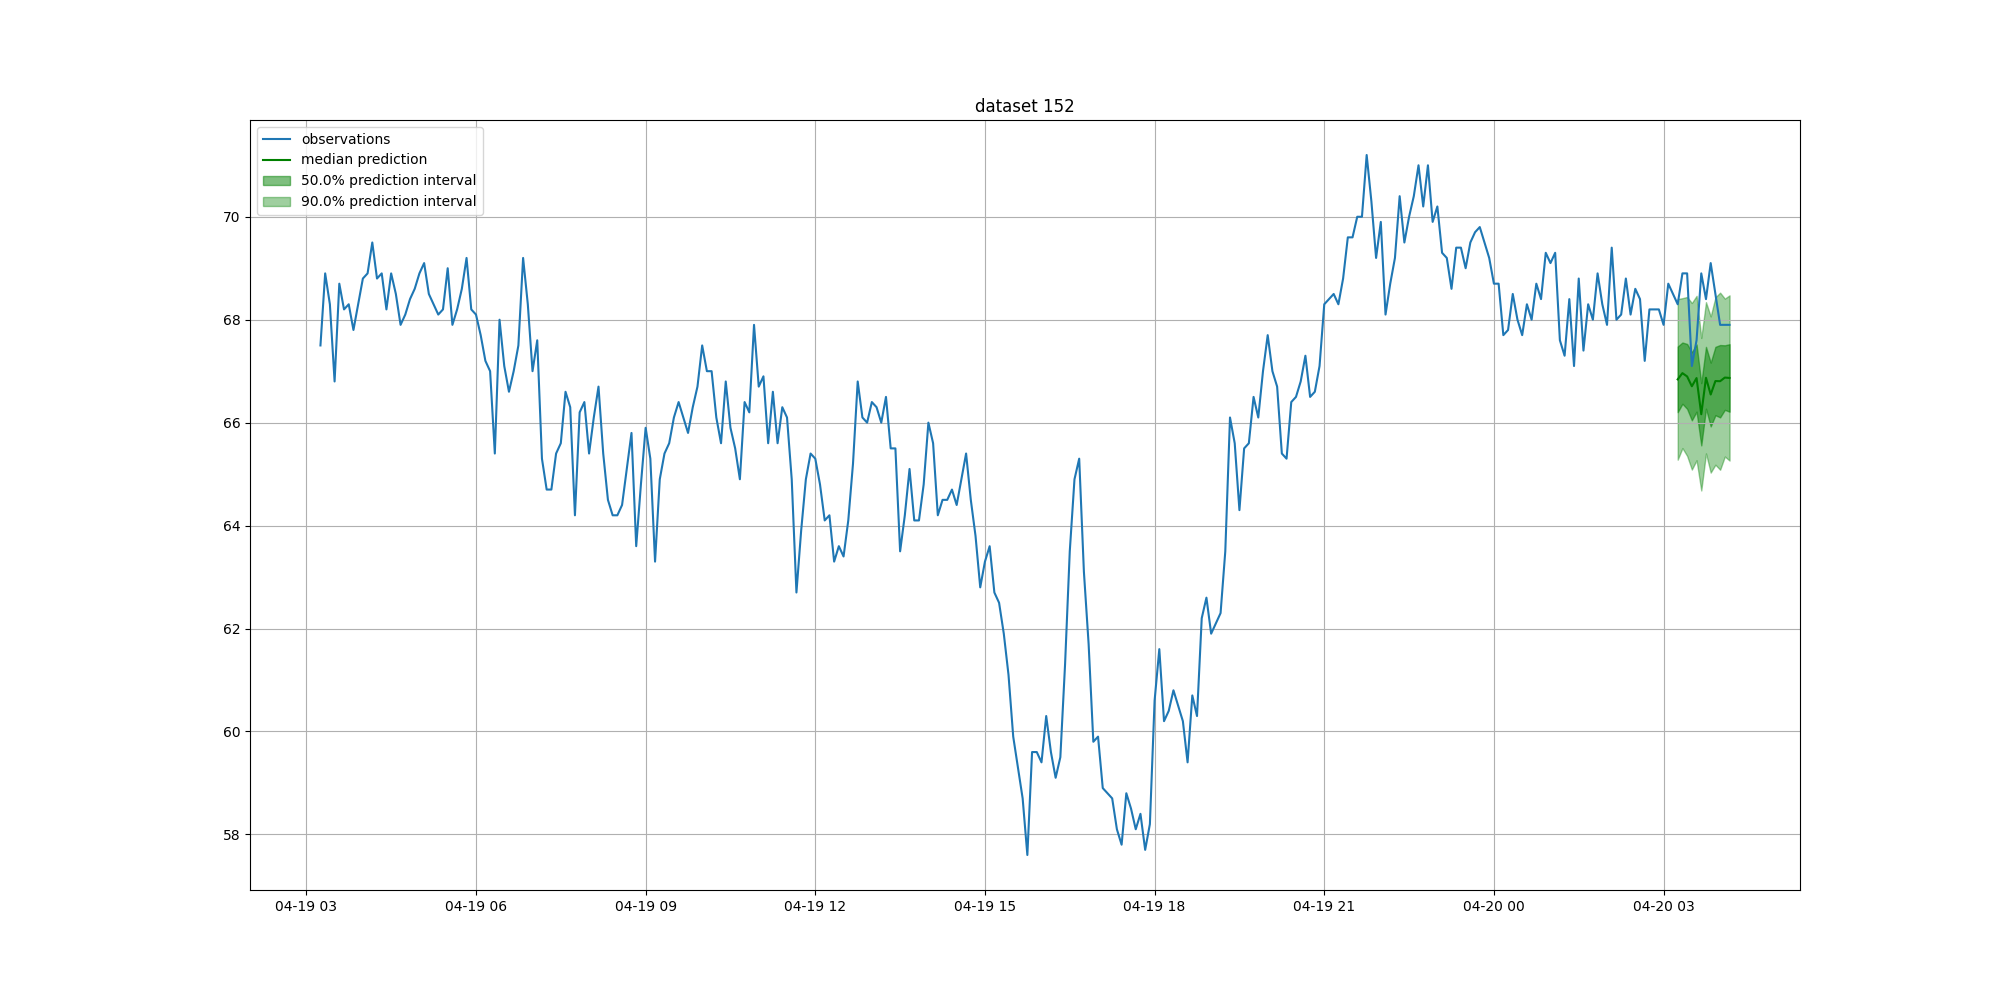 dataset 152
observations
median prediction
50.0% prediction interval
90.0% prediction interval
70
68
66
64
62
60
58
04-19 03 04-19 06 04-19 09 04-19 12 04-19 15 04-19 18 04-19 21 04-20 00 04-20 03